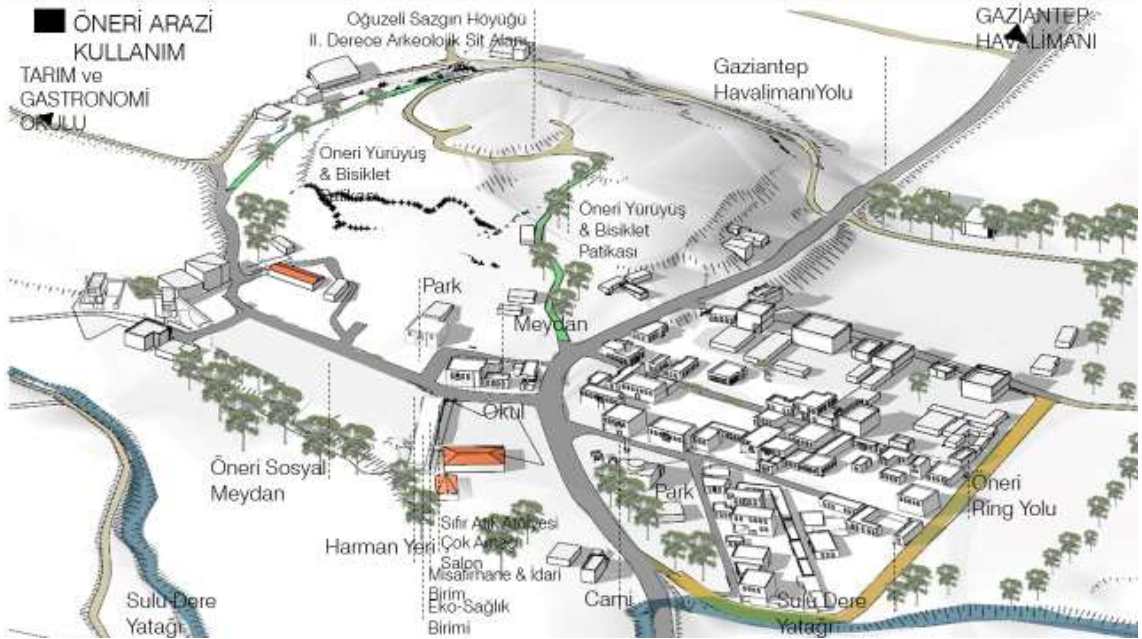 ÖNERİ ARAZİ
KULLANIM
TARIM ve
GASTRONOMİ
OKULU
Oğuzeli Sazgın Höyüğü
II. Derece Arkeolojik Sit Alanı
GAZİANTEP
HAVALİMANI
Gaziantep
HavalimanıYolu
Öneri Yürüyüş
& Bisiklet
Patikası
Öneri Yürüyüş
& Bisiklet
Patikası
Park
Meydan
Okul
Öneri Sosyal
Meydan
Harman Yeri
Sıfır Atık Atölyesi
Çok Amaçlı
Salon
Misafirhane & İdari
Birim
Eko-Sağlık
Birimi
Park
Cami
Öneri
Ring Yolu
Sulu Dere
Yatağı
Sulu Dere
Yatağı